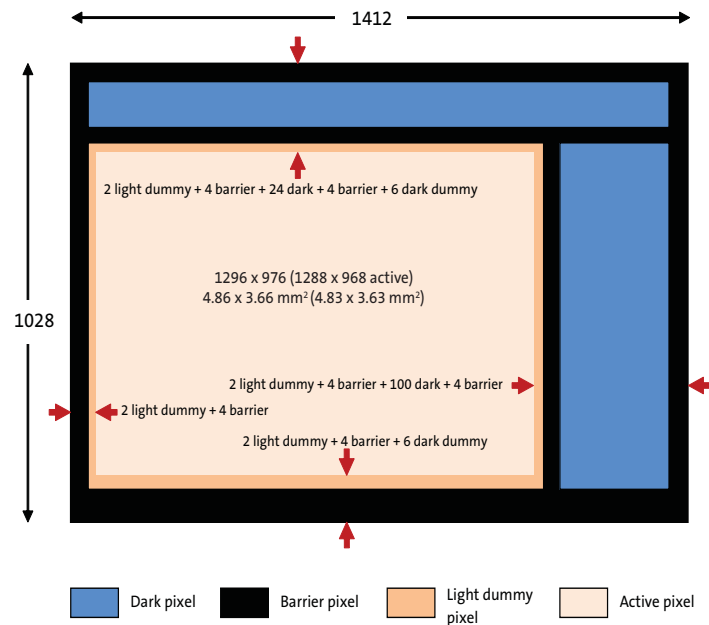 1412
2 light dummy + 4 barrier + 24 dark + 4 barrier + 6 dark dummy
1296 x 976 (1288 x 968 active)
4.86 x 3.66 mm² (4.83 x 3.63 mm²)
1028
2 light dummy + 4 barrier + 100 dark + 4 barrier
2 light dummy + 4 barrier
2 light dummy + 4 barrier + 6 dark dummy
Dark pixel
Barrier pixel
Light dummy
pixel
Active pixel